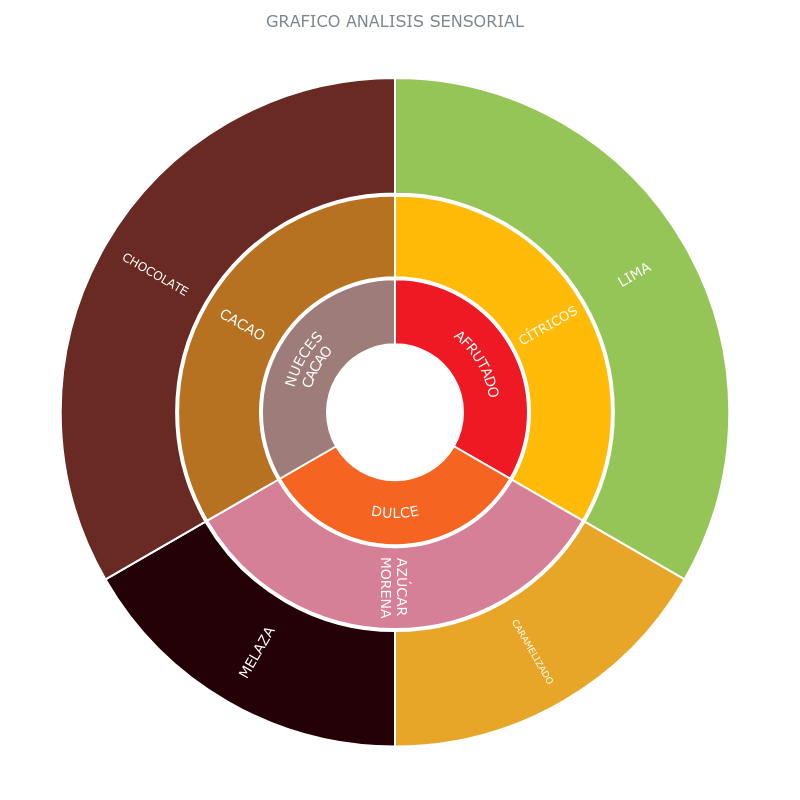 GRAFICO ANALISIS SENSORIAL
AFRUTADO
CÍTRICOS
LIMA
DULCE
AZÚCAR
MORENA
CARAMELIZADO
MELAZA
NUECES
CACAO
CACAO
CHOCOLATE